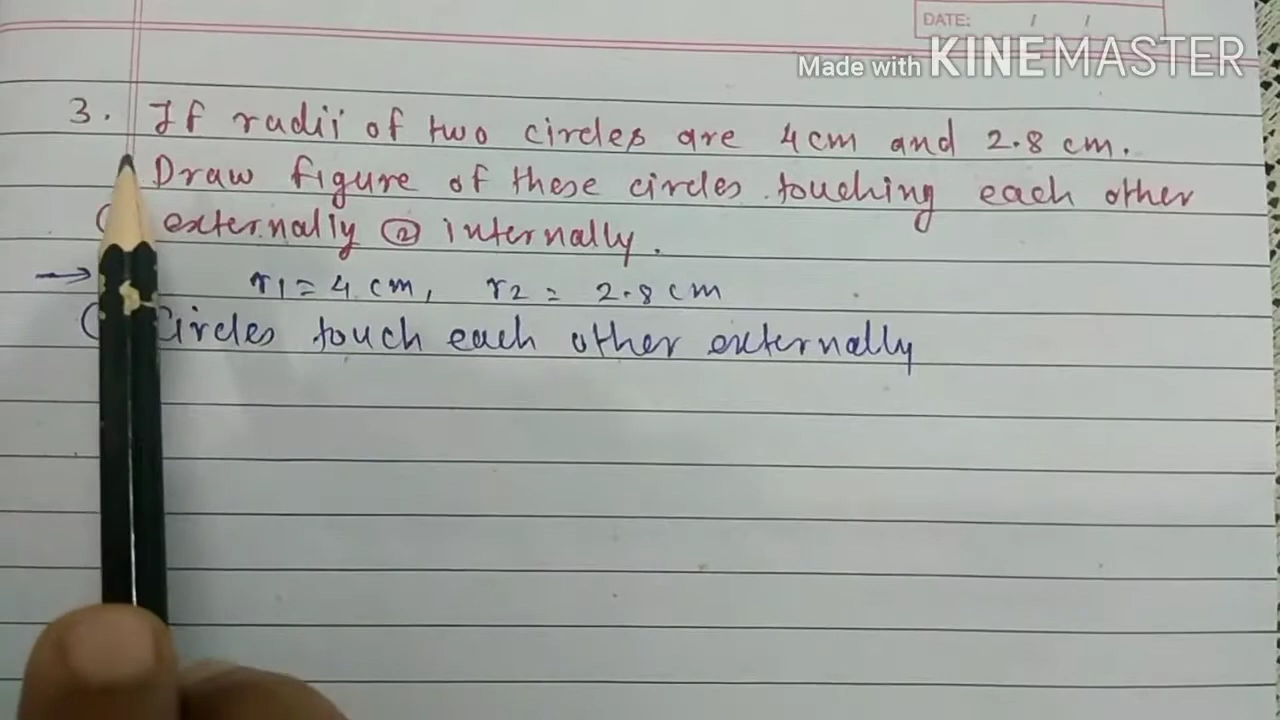 DATE: / /
Made with KINEMASTER
3. If radii of two circles are 4cm and 2.8 cm.
Draw figure of these circles touching each other
externally ② internally.
→ r1 = 4 cm, r2 = 2.8 cm
Circles touch each other externally